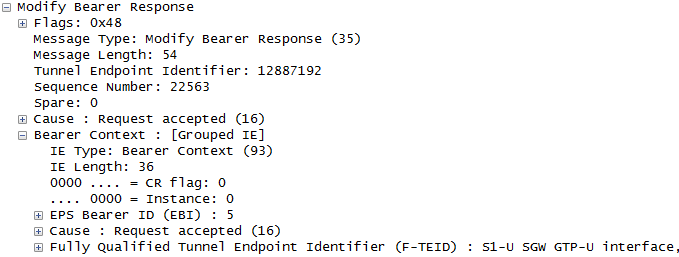 Modify Bearer Response
Flags: 0x48
Message Type: Modify Bearer Response (35)
Message Length: 54
Tunnel Endpoint Identifier: 12887192
Sequence Number: 22563
Spare: 0
Cause : Request accepted (16)
Bearer Context : [Grouped IE]
IE Type: Bearer Context (93)
IE Length: 36
0000 .... = CR flag: 0
.... 0000 = Instance: 0
EPS Bearer ID (EBI) : 5
Cause : Request accepted (16)
Fully Qualified Tunnel Endpoint Identifier (F-TEID) : S1-U SGW GTP-U interface,